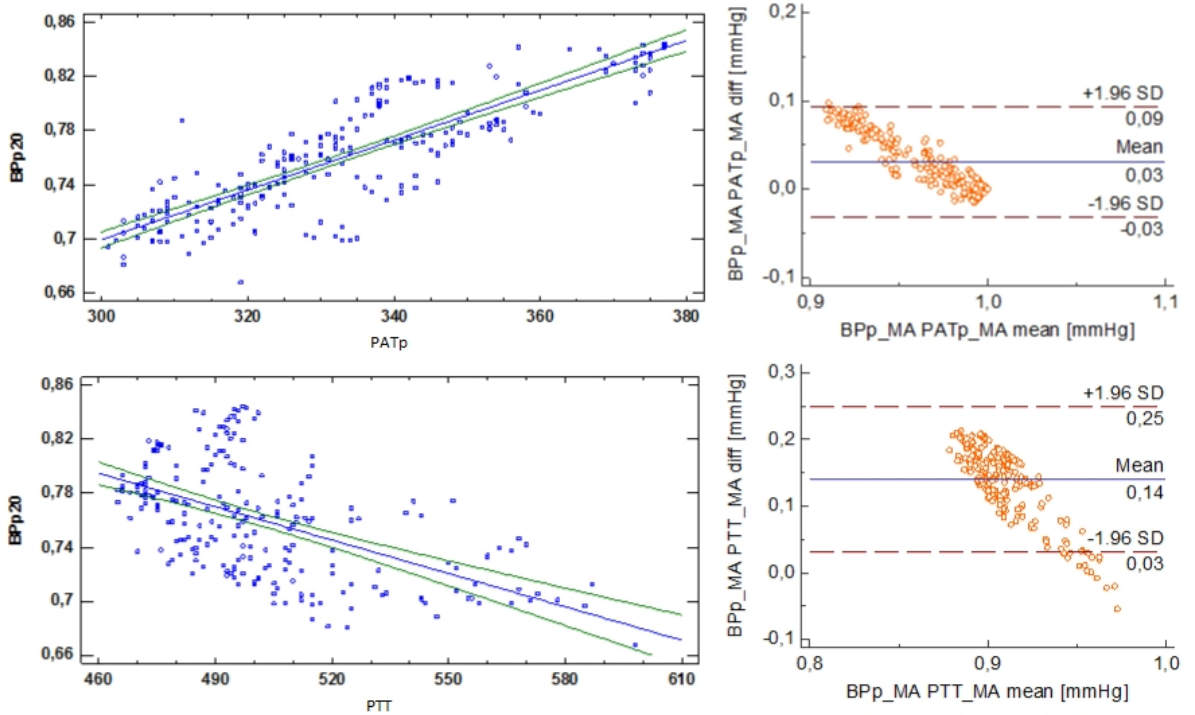 0,86
0,82
0,78
0,74
0,7
0,66
BPp20
300 320 340 360 380
PATp
0,2
0,1
0,0
-0,1
BPp_MA PATp_MA diff [mmHg]
+1.96 SD
0,09
Mean
0,03
-1.96 SD
-0,03
0,9 1,0 1,1
BPp_MA PATp_MA mean [mmHg]
0,86
0,82
0,78
0,74
0,7
0,66
BPp20
460 490 520 550 580 610
PTT
0,3
0,2
0,1
0,0
-0,1
BPp_MA PTT_MA diff [mmHg]
+1.96 SD
0,25
Mean
0,14
-1.96 SD
0,03
0,8 0,9 1,0
BPp_MA PTT_MA mean [mmHg]